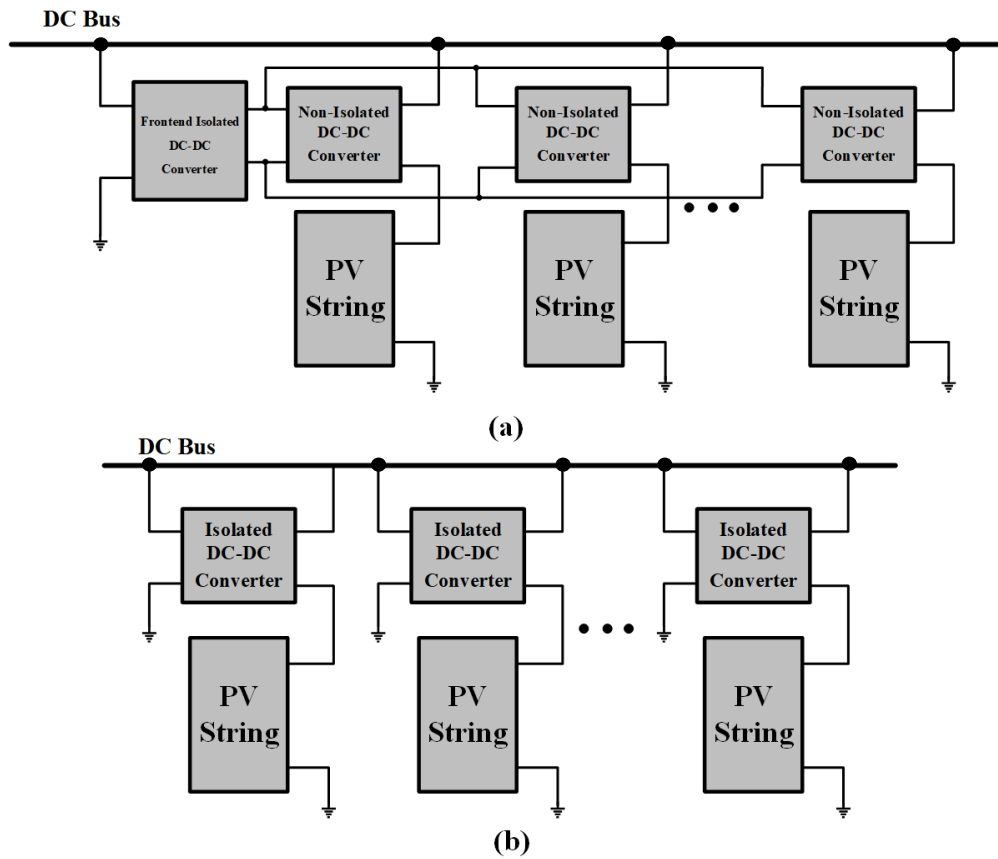 DC Bus
Frontend Isolated
DC-DC
Converter
Non-Isolated
DC-DC
Converter
Non-Isolated
DC-DC
Converter
Non-Isolated
DC-DC
Converter
PV
String
PV
String
PV
String
(a)
DC Bus
Isolated
DC-DC
Converter
Isolated
DC-DC
Converter
Isolated
DC-DC
Converter
PV
String
PV
String
PV
String
(b)